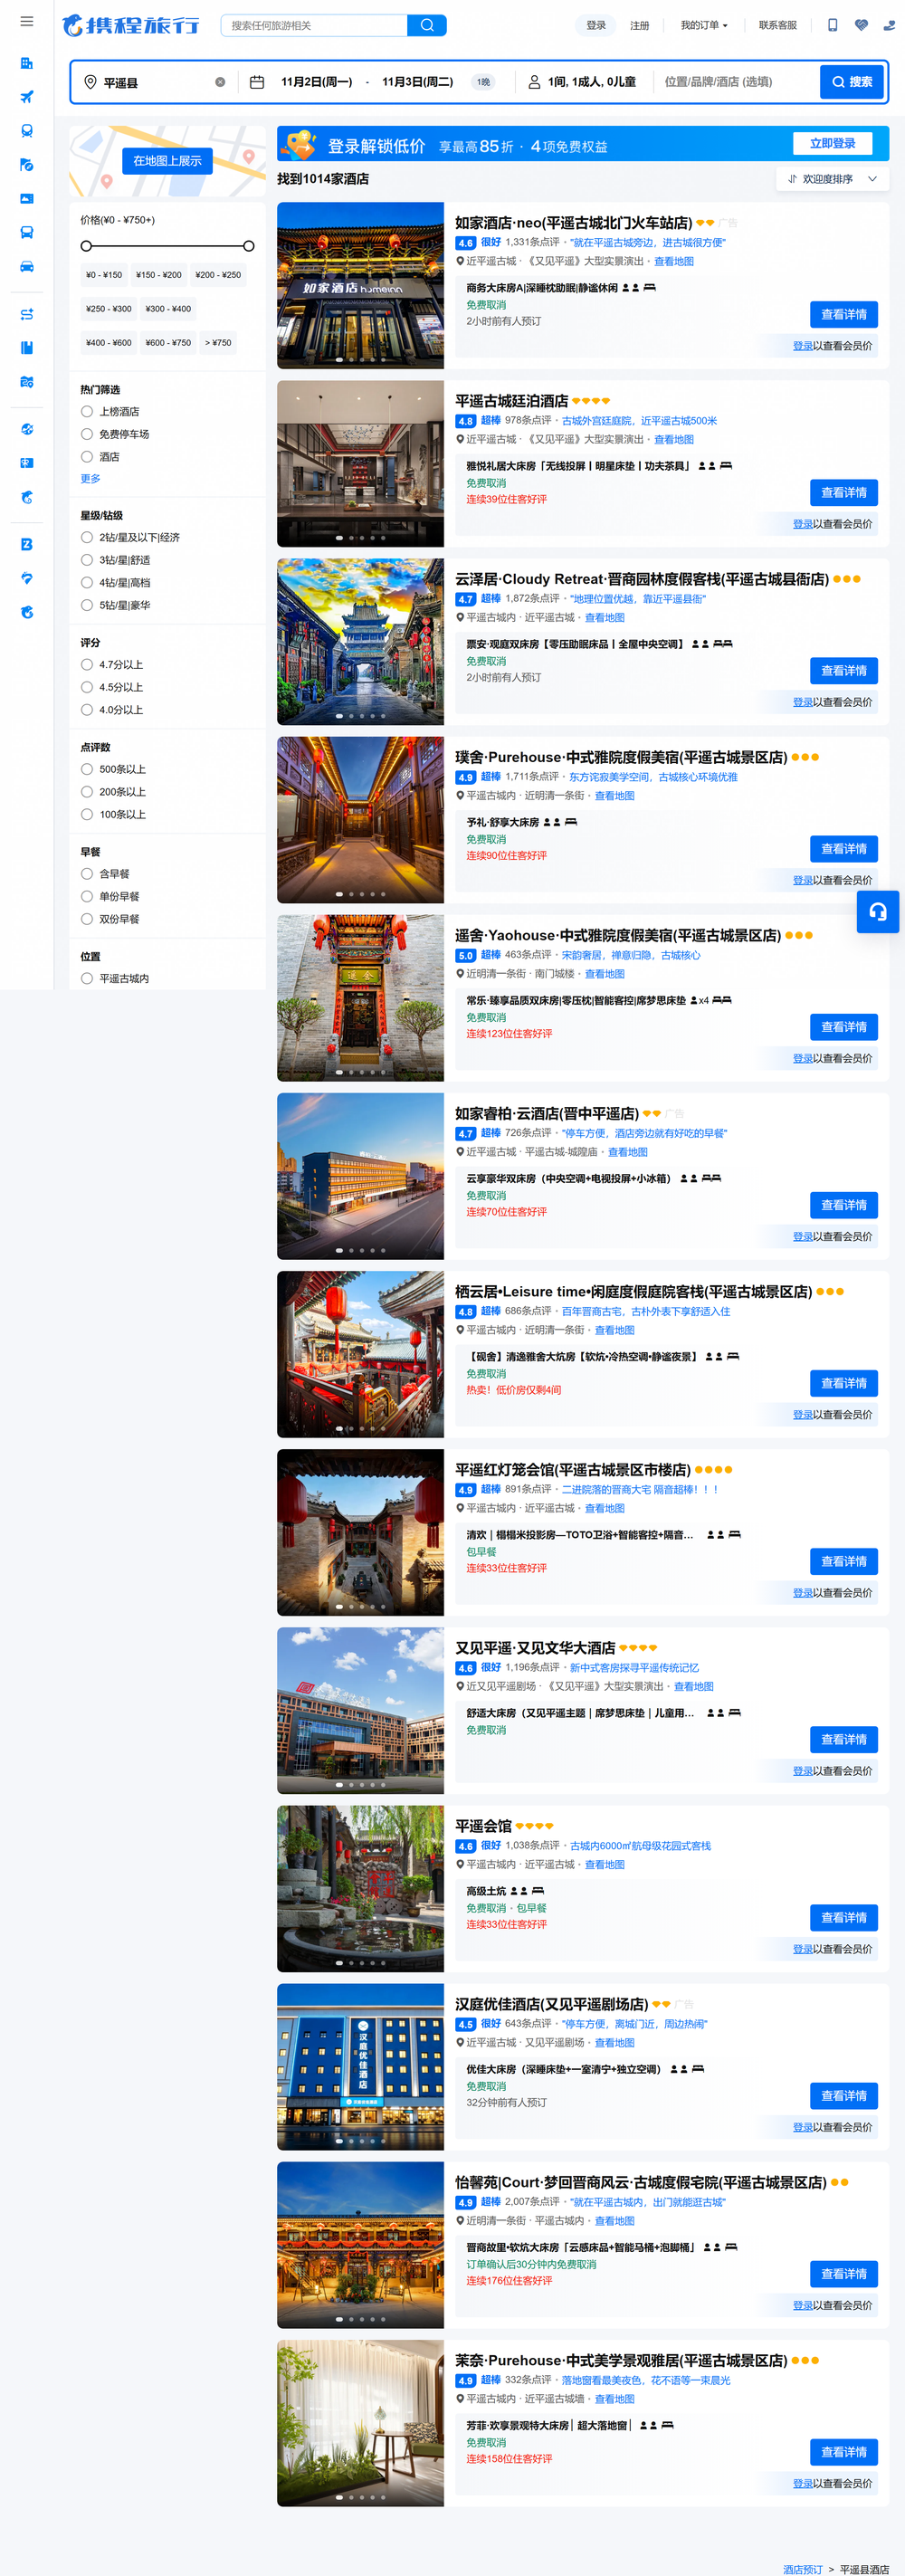 携程旅行
搜索任何旅游相关
登录
注册
我的订单
联系客服
平遥县
11月2日(周一) - 11月3日(周二) 1晚
1间, 1成人, 0儿童
位置/品牌/酒店 (选填)
搜索
在地图上展示
登录解锁低价 享最高85折 · 4项免费权益
立即登录
找到1014家酒店
欢迎度排序
价格(¥0 - ¥750+)
¥0 - ¥150
¥150 - ¥200
¥200 - ¥250
¥250 - ¥300
¥300 - ¥400
¥400 - ¥600
¥600 - ¥750
> ¥750
热门筛选
上榜酒店
免费停车场
酒店
更多
星级/钻级
2钻/星及以下|经济
3钻/星|舒适
4钻/星|高档
5钻/星|豪华
评分
4.7分以上
4.5分以上
4.0分以上
点评数
500条以上
200条以上
100条以上
早餐
含早餐
单份早餐
双份早餐
位置
平遥古城内
如家酒店 homeinn
如家酒店·neo(平遥古城北门火车站店) 广告
4.6 很好 1,331条点评 · "就在平遥古城旁边，进古城很方便"
近平遥古城 · 《又见平遥》大型实景演出 · 查看地图
商务大床房A|深睡枕助眠|静谧休闲
免费取消
2小时前有人预订
查看详情
登录以查看会员价
平遥古城廷泊酒店
4.8 超棒 978条点评 · 古城外宫廷庭院，近平遥古城500米
近平遥古城 · 《又见平遥》大型实景演出 · 查看地图
雅悦礼居大床房「无线投屏丨明星床垫丨功夫茶具」
免费取消
连续39位住客好评
查看详情
登录以查看会员价
云泽居·Cloudy Retreat·晋商园林度假客栈(平遥古城县衙店)
4.7 超棒 1,872条点评 · "地理位置优越，靠近平遥县衙"
平遥古城内 · 近平遥古城 · 查看地图
票安·观庭双床房【零压助眠床品丨全屋中央空调】
免费取消
2小时前有人预订
查看详情
登录以查看会员价
璞舍·Purehouse·中式雅院度假美宿(平遥古城景区店)
4.9 超棒 1,711条点评 · 东方诧寂美学空间，古城核心环境优雅
平遥古城内 · 近明清一条街 · 查看地图
予礼·舒享大床房
免费取消
连续90位住客好评
查看详情
登录以查看会员价
遥舍·Yaohouse·中式雅院度假美宿(平遥古城景区店)
5.0 超棒 463条点评 · 宋韵奢居，禅意归隐，古城核心
近明清一条街 · 南门城楼 · 查看地图
常乐·臻享品质双床房|零压枕|智能客控|席梦思床垫 x4
免费取消
连续123位住客好评
查看详情
登录以查看会员价
如家睿柏·云酒店(晋中平遥店) 广告
4.7 超棒 726条点评 · "停车方便，酒店旁边就有好吃的早餐"
近平遥古城 · 平遥古城-城隍庙 · 查看地图
云享豪华双床房（中央空调+电视投屏+小冰箱）
免费取消
连续70位住客好评
查看详情
登录以查看会员价
栖云居•Leisure time•闲庭度假庭院客栈(平遥古城景区店)
4.8 超棒 686条点评 · 百年晋商古宅，古朴外表下享舒适入住
平遥古城内 · 近明清一条街 · 查看地图
【砚舍】清逸雅舍大炕房【软炕•冷热空调•静谧夜景】
免费取消
热卖！低价房仅剩4间
查看详情
登录以查看会员价
平遥红灯笼会馆(平遥古城景区市楼店)
4.9 超棒 891条点评 · 二进院落的晋商大宅 隔音超棒！！！
平遥古城内 · 近平遥古城 · 查看地图
清欢｜榻榻米投影房—TOTO卫浴+智能客控+隔音...
包早餐
连续33位住客好评
查看详情
登录以查看会员价
又见平遥·又见文华大酒店
4.6 很好 1,196条点评 · 新中式客房探寻平遥传统记忆
近又见平遥剧场 · 《又见平遥》大型实景演出 · 查看地图
舒适大床房（又见平遥主题｜席梦思床垫｜儿童用...
免费取消
查看详情
登录以查看会员价
平遥会馆
4.6 很好 1,038条点评 · 古城内6000㎡航母级花园式客栈
平遥古城内 · 近平遥古城 · 查看地图
高级土炕
免费取消 · 包早餐
连续33位住客好评
查看详情
登录以查看会员价
汉庭优佳酒店
汉庭优佳酒店(又见平遥剧场店) 广告
4.5 很好 643条点评 · "停车方便，离城门近，周边热闹"
近平遥古城 · 又见平遥剧场 · 查看地图
优佳大床房（深睡床垫+一室清宁+独立空调）
免费取消
32分钟前有人预订
查看详情
登录以查看会员价
怡馨苑|Court·梦回晋商风云·古城度假宅院(平遥古城景区店)
4.9 超棒 2,007条点评 · "就在平遥古城内，出门就能逛古城"
近明清一条街 · 平遥古城内 · 查看地图
晋商故里•软炕大床房「云感床品+智能马桶+泡脚桶」
订单确认后30分钟内免费取消
连续176位住客好评
查看详情
登录以查看会员价
茉奈·Purehouse·中式美学景观雅居(平遥古城景区店)
4.9 超棒 332条点评 · 落地窗看最美夜色，花不语等一束晨光
平遥古城内 · 近平遥古城墙 · 查看地图
芳菲·欢享景观特大床房│超大落地窗│
免费取消
连续158位住客好评
查看详情
登录以查看会员价
酒店预订 > 平遥县酒店